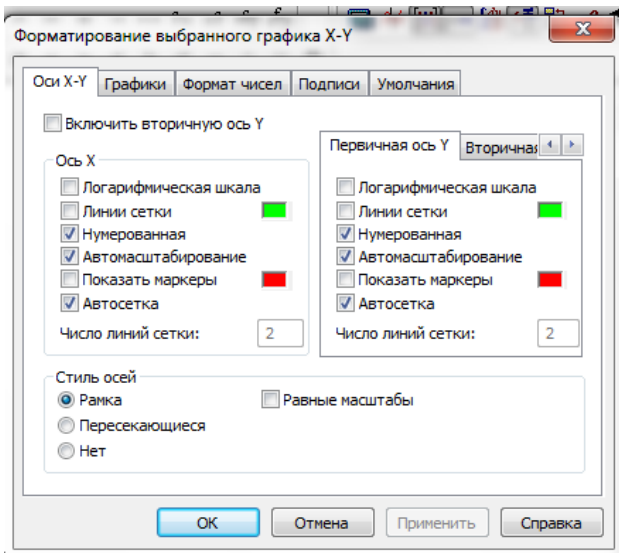 Форматирование выбранного графика X-Y
Оси X-Y Графики Формат чисел Подписи Умолчания
Включить вторичную ось Y
Ось X
Логарифмическая шкала
Линии сетки
Нумерованная
Автомасштабирование
Показать маркеры
Автосетка
Число линий сетки: 2
Первичная ось Y Вторичная
Логарифмическая шкала
Линии сетки
Нумерованная
Автомасштабирование
Показать маркеры
Автосетка
Число линий сетки: 2
Стиль осей
Рамка Равные масштабы
Пересекающиеся
Нет
ОК Отмена Применить Справка